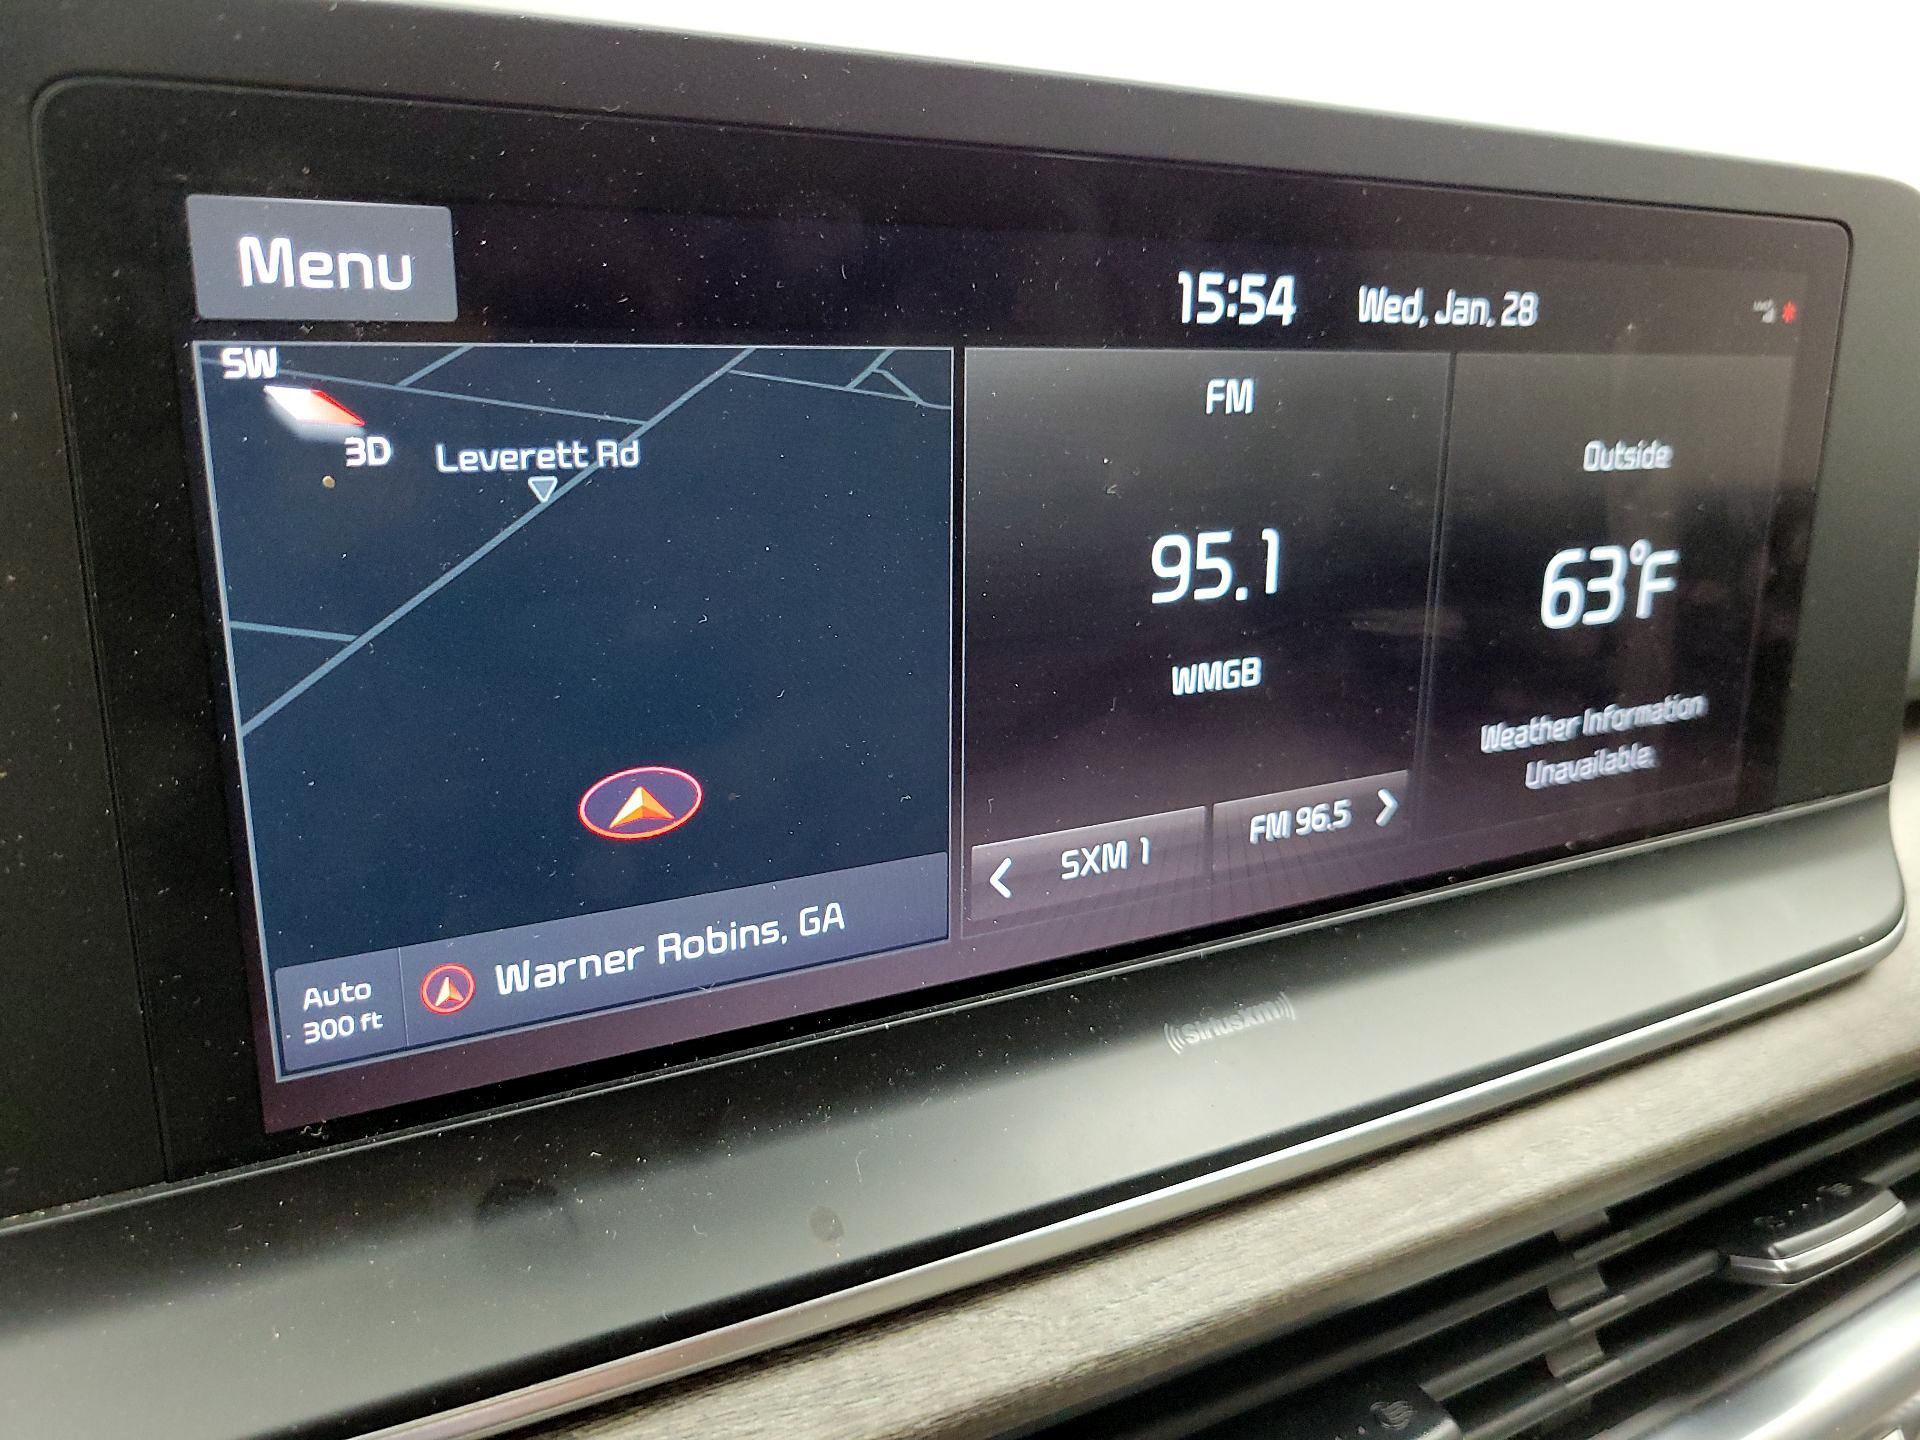 Menu
15:54 Wed, Jan, 28
SW
3D
Leverett Rd
Auto
300 ft
Warner Robins, GA
FM
95.1
WMGB
SXM 1
FM 96.5
Outside
63°F
Weather Information
Unavailable.
((SiriusXM))